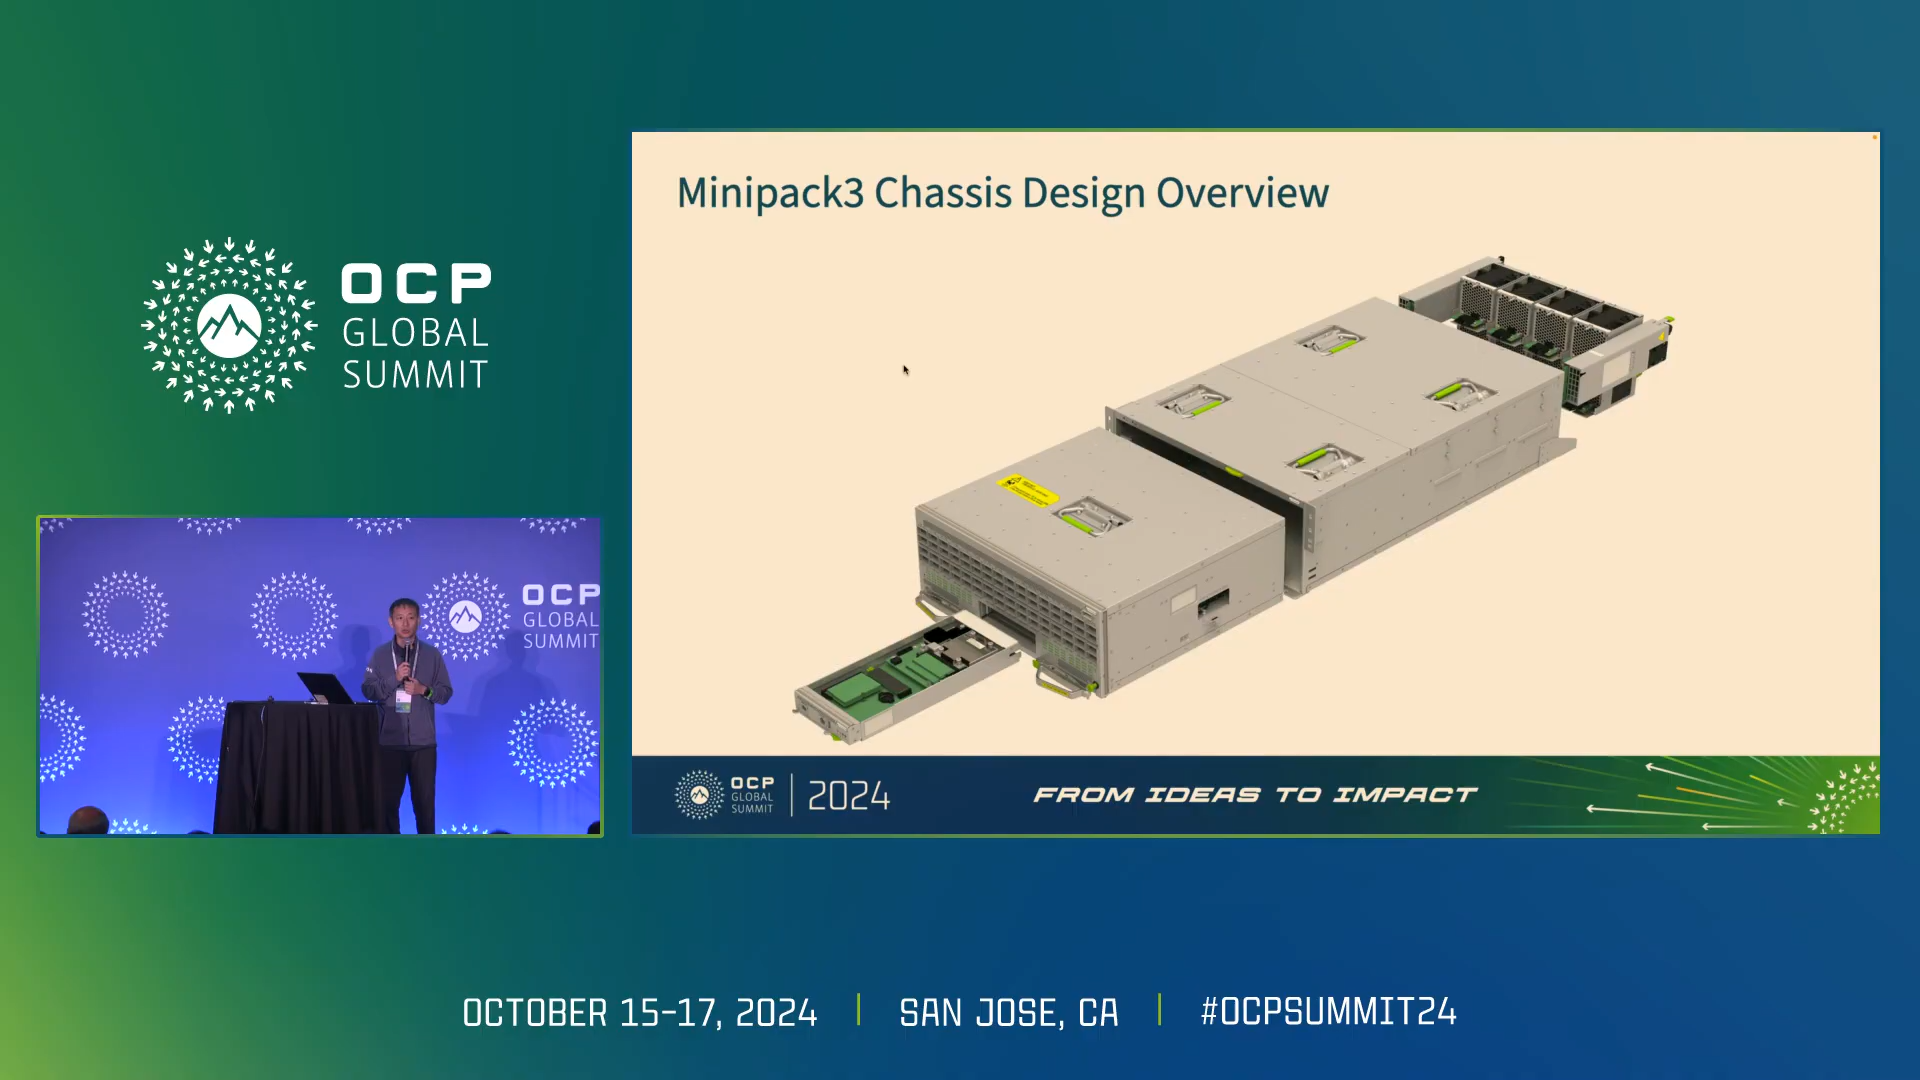 OCP
GLOBAL
SUMMIT
Minipack3 Chassis Design Overview
OCP
GLOBAL
SUMMIT
OCP
GLOBAL
SUMMIT
2024
FROM IDEAS TO IMPACT
OCTOBER 15-17, 2024
SAN JOSE, CA
#OCPSUMMIT24